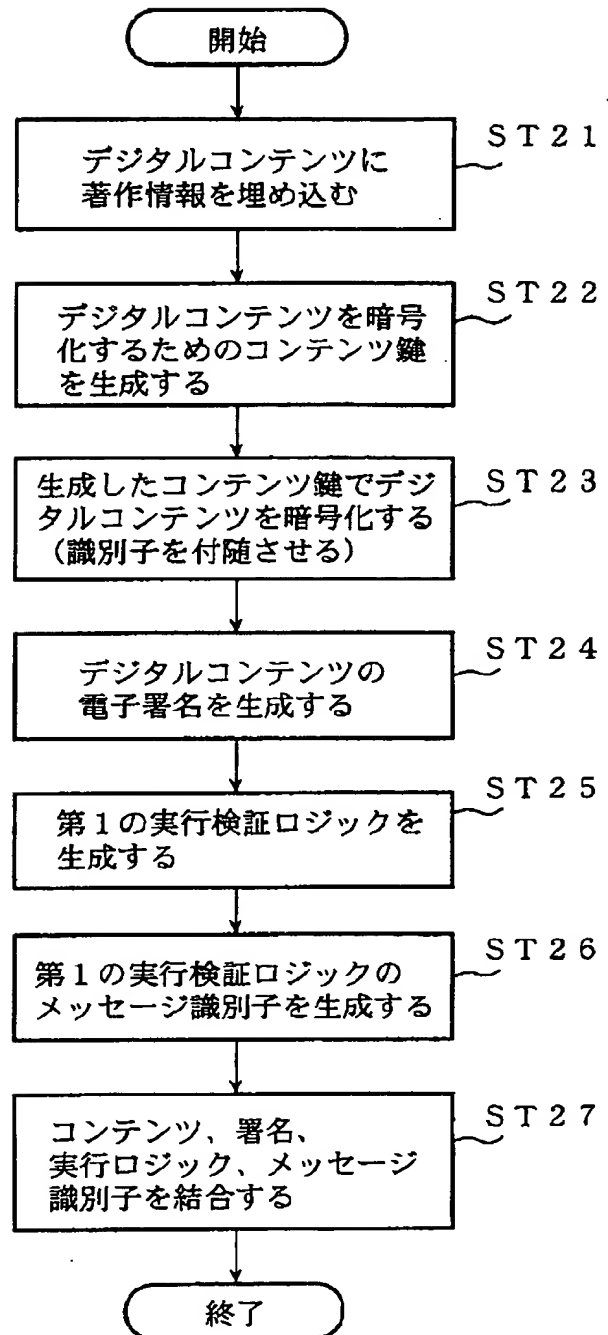 開始
ST21
デジタルコンテンツに
著作情報を埋め込む
ST22
デジタルコンテンツを暗号
化するためのコンテンツ鍵
を生成する
ST23
生成したコンテンツ鍵でデジ
タルコンテンツを暗号化する
(識別子を付随させる)
ST24
デジタルコンテンツの
電子署名を生成する
ST25
第1の実行検証ロジックを
生成する
ST26
第1の実行検証ロジックの
メッセージ識別子を生成する
ST27
コンテンツ、署名、
実行ロジック、メッセージ
識別子を結合する
終了